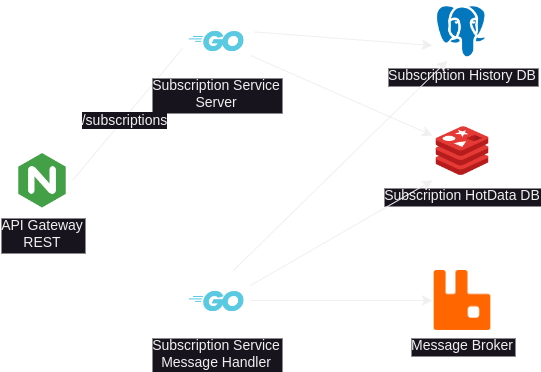 GO
Subscription Service
Server
Subscription History DB
/subscriptions
N
API Gateway
REST
Subscription HotData DB
GO
Subscription Service
Message Handler
Message Broker